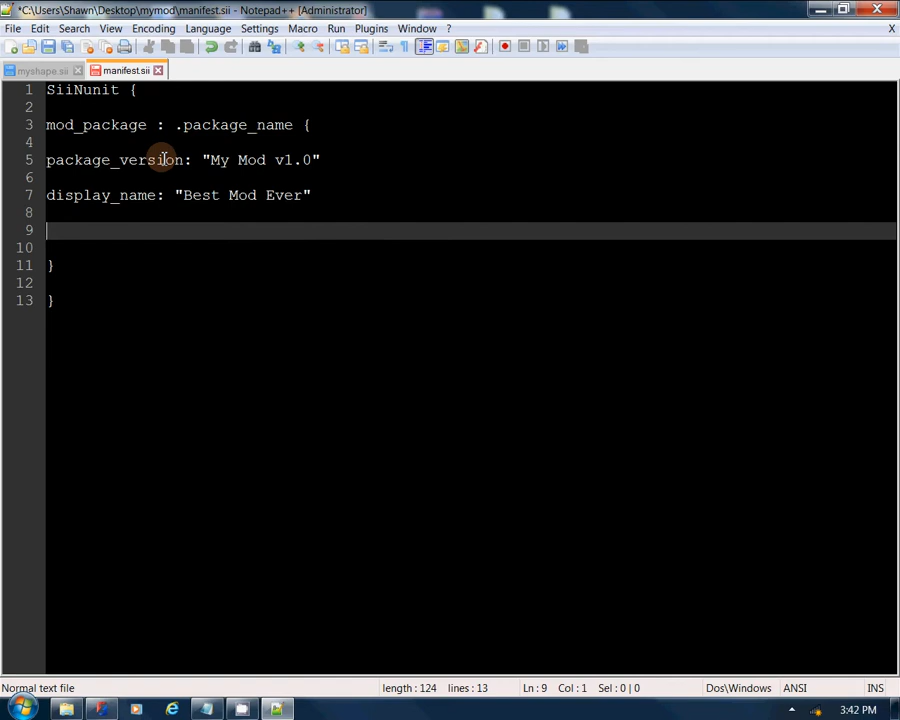 *C:\Users\Shawn\Desktop\mymod\manifest.sii - Notepad++ [Administrator]
File Edit Search View Encoding Language Settings Macro Run Plugins Window ? X
myshape.sii manifest.sii
1 SiiNunit {
2
3 mod_package : .package_name {
4
5 package_version: "My Mod v1.0"
6
7 display_name: "Best Mod Ever"
8
9
10
11 }
12
13 }
Normal text file length : 124 lines : 13 Ln : 9 Col : 1 Sel : 0 | 0 Dos\Windows ANSI INS
3:42 PM